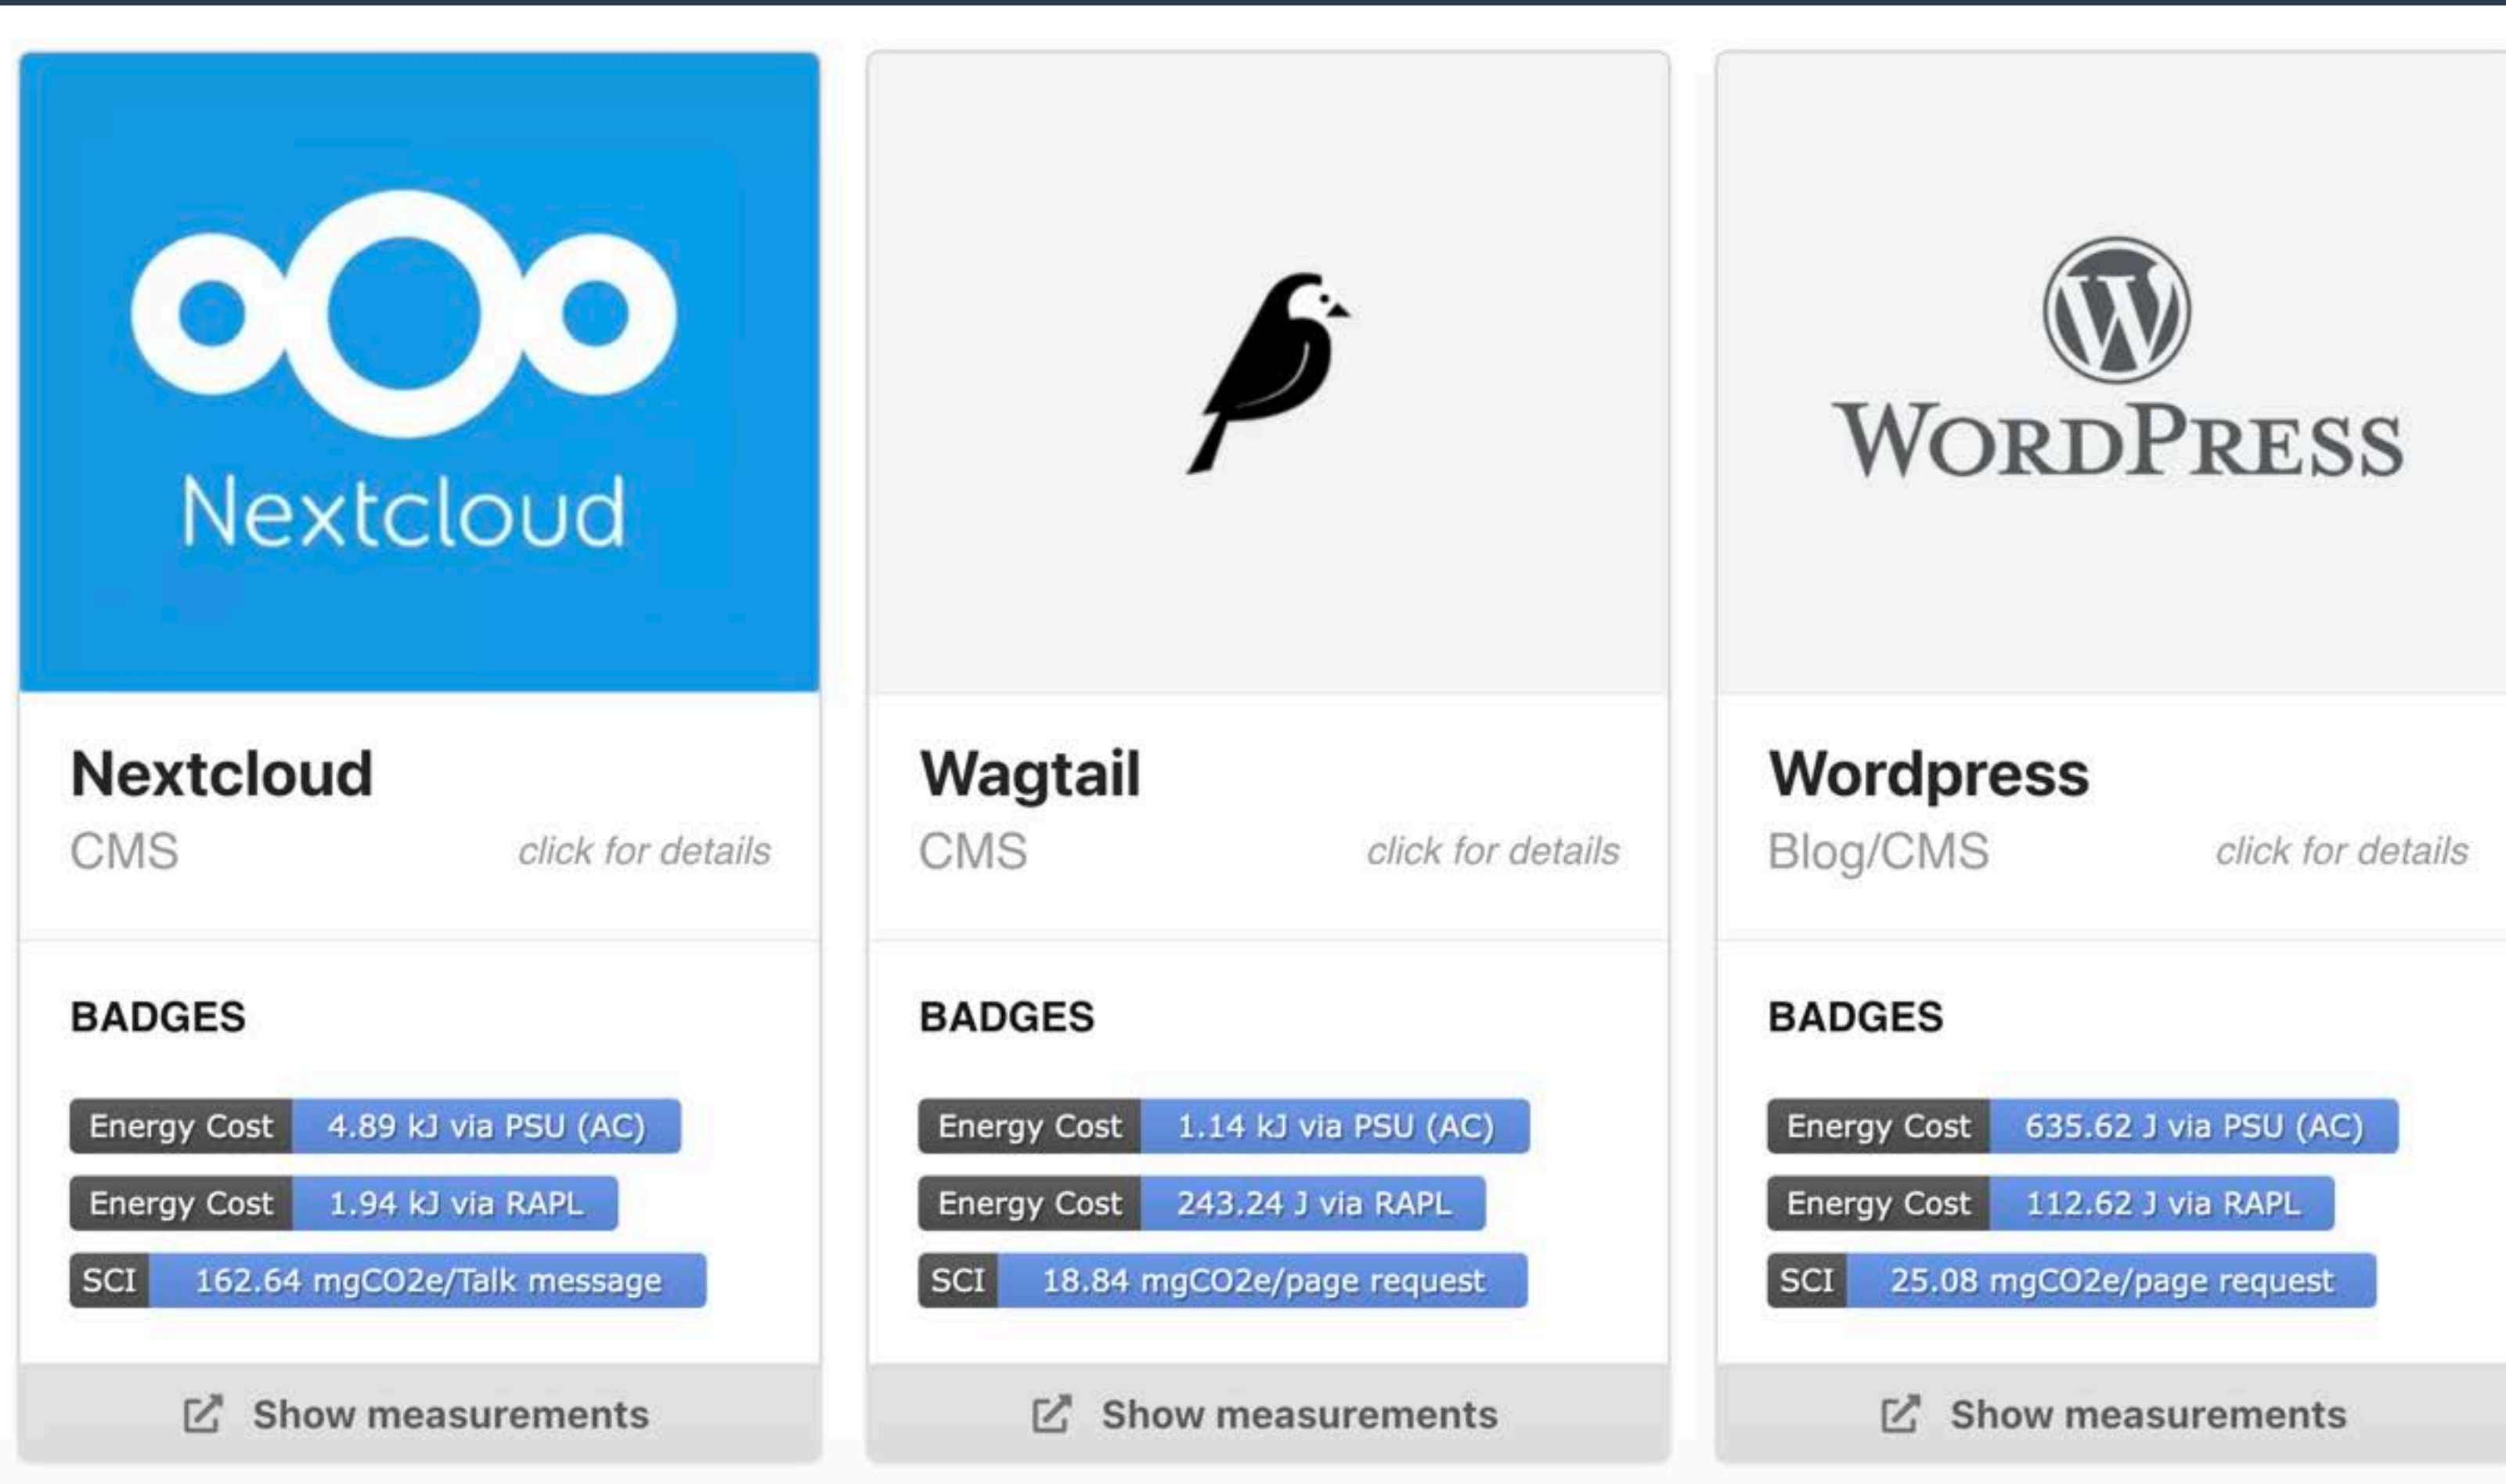 Nextcloud
WORDPRESS
Nextcloud
CMS click for details
BADGES
Energy Cost 4.89 kJ via PSU (AC)
Energy Cost 1.94 kJ via RAPL
SCI 162.64 mgCO2e/Talk message
Show measurements
Wagtail
CMS click for details
BADGES
Energy Cost 1.14 kJ via PSU (AC)
Energy Cost 243.24 J via RAPL
SCI 18.84 mgCO2e/page request
Show measurements
Wordpress
Blog/CMS click for details
BADGES
Energy Cost 635.62 J via PSU (AC)
Energy Cost 112.62 J via RAPL
SCI 25.08 mgCO2e/page request
Show measurements